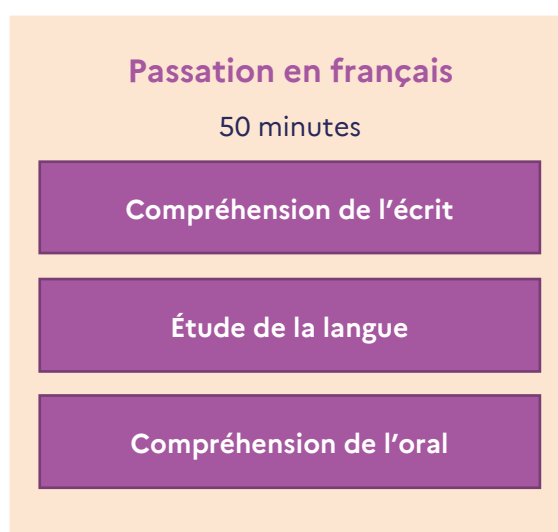 Passation en français
50 minutes
Compréhension de l’écrit
Étude de la langue
Compréhension de l’oral